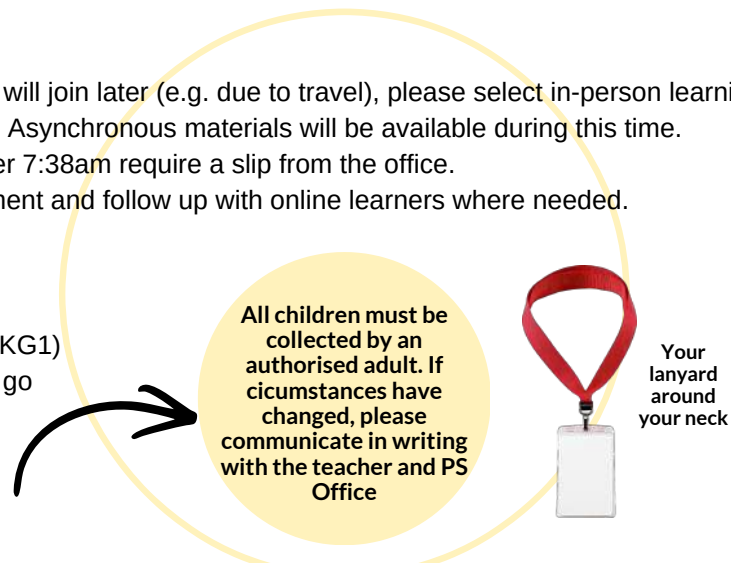 will join later (e.g. due to travel), please select in-person learni
Asynchronous materials will be available during this time.
er 7:38am require a slip from the office.
nent and follow up with online learners where needed.
KG1)
go
All children must be
collected by an
authorised adult. If
cicumstances have
changed, please
communicate in writing
with the teacher and PS
Office
Your
lanyard
around
your neck